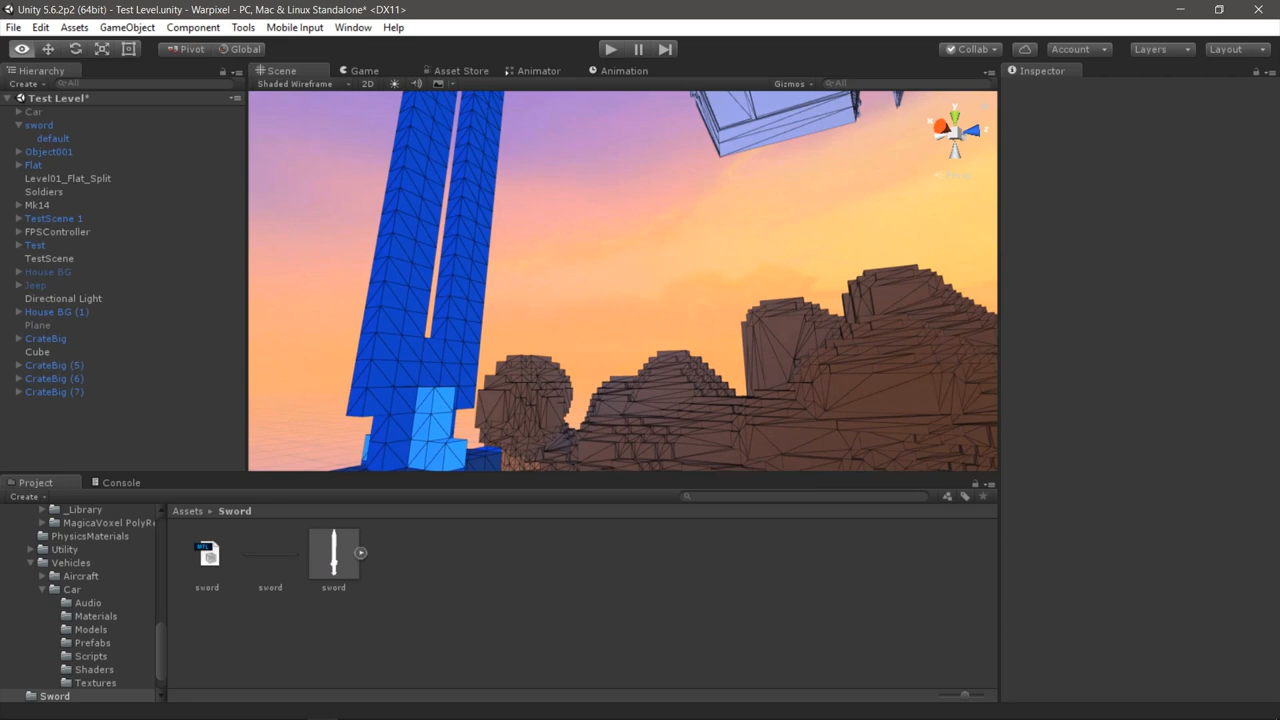 Unity 5.6.2p2 (64bit) - Test Level.unity - Warpixel - PC, Mac & Linux Standalone* <DX11>
File Edit Assets GameObject Component Tools Mobile Input Window Help
Pivot Global Collab Account Layers Layout
Hierarchy
Create All
Test Level*
Car
sword
default
Object001
Flat
Level01_Flat_Split
Soldiers
Mk14
TestScene 1
FPSController
Test
TestScene
House BG
Jeep
Directional Light
House BG (1)
Plane
CrateBig
Cube
CrateBig (5)
CrateBig (6)
CrateBig (7)
Scene Game Asset Store Animator Animation
Shaded Wireframe 2D Gizmos All
y
x
z
Persp
Inspector
Project Console
Create
_Library
MagicaVoxel PolyRe
PhysicsMaterials
Utility
Vehicles
Aircraft
Car
Audio
Materials
Models
Prefabs
Scripts
Shaders
Textures
Sword
Assets Sword
MTL
sword sword sword